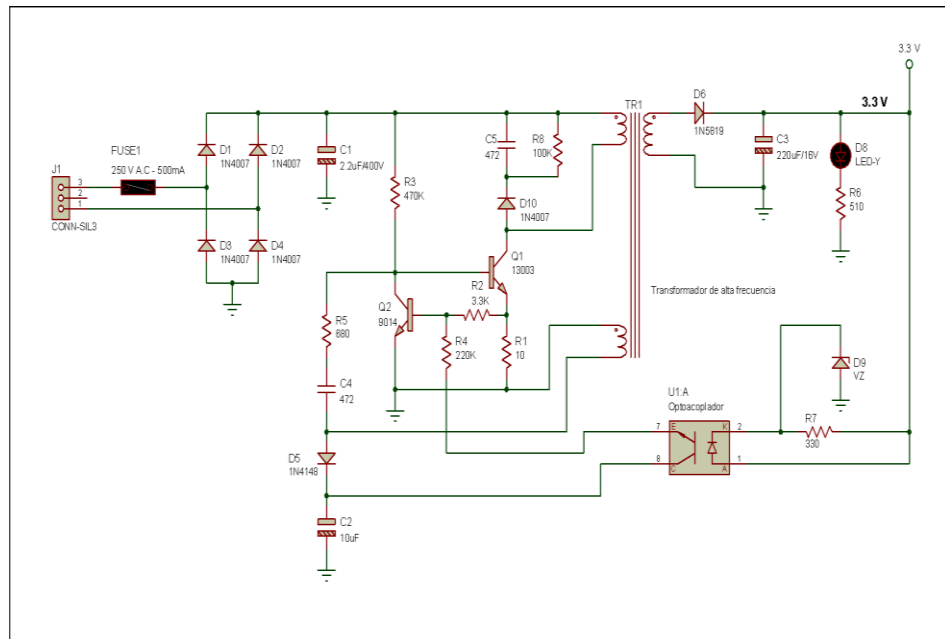 3.3 V
3.3 V
TR1
D6
1N5819
C3
220uF/16V
D8
LED-Y
R6
510
C5
472
R8
100K
D10
1N4007
D1
1N4007
D2
1N4007
C1
2.2uF/400V
R3
470K
FUSE1
250 V A.C - 500mA
J1
3
2
1
CONN-SIL3
D3
1N4007
D4
1N4007
Q1
13003
R2
3.3K
Q2
9014
Transformador de alta frecuencia
R5
680
R4
220K
R1
10
C4
472
D9
VZ
U1:A
Optoacoplador
7
E
K
2
8
C
A
1
R7
330
D5
1N4148
C2
10uF